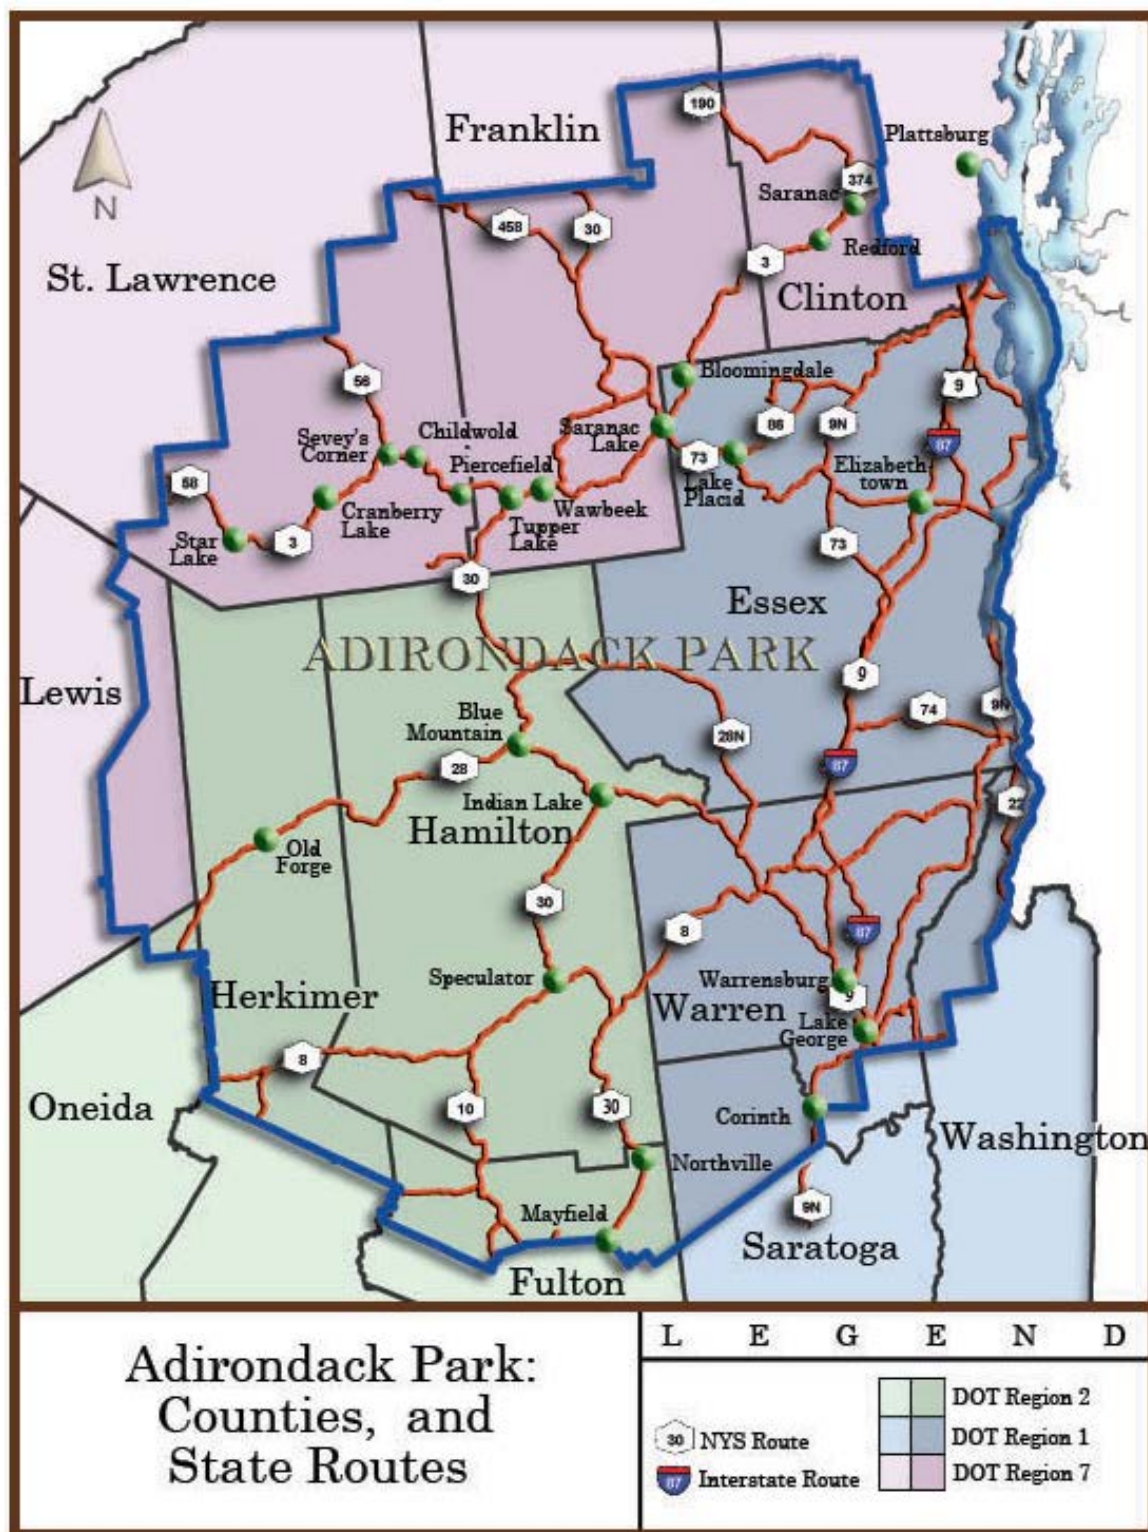 190
Franklin
Plattsburg
N
374
Saranac
458
30
Redford
3
St. Lawrence
Clinton
56
Bloomingdale
9
86
9N
Saranac
Lake
Childwold
Sevey's
Corner
87
73
Piercefield
Elizabeth-
town
Lake
Placid
58
Cranberry
Lake
Wawbeek
Tupper
Lake
Star
Lake
3
73
30
Essex
ADIRONDACK PARK
9
Lewis
9N
74
Blue
Mountain
28N
28
87
Indian Lake
22
Hamilton
Old
Forge
30
8
87
Speculator
Warrensburg
9
Herkimer
Warren
Lake
George
8
Oneida
10
30
Corinth
Washington
Northville
9N
Mayfield
Saratoga
Fulton
Adirondack Park:
Counties, and
State Routes
L E G E N D
30 NYS Route
87 Interstate Route
DOT Region 2
DOT Region 1
DOT Region 7